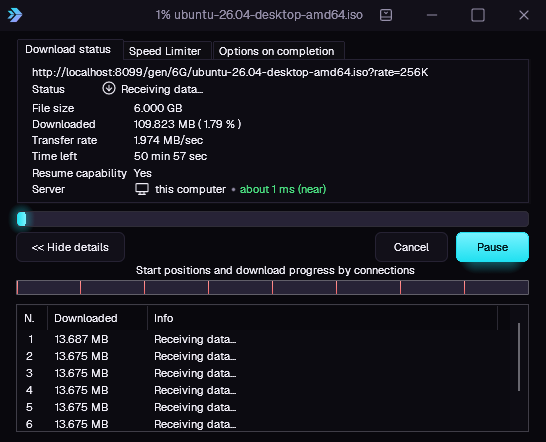 1% ubuntu-26.04-desktop-amd64.iso
Download status Speed Limiter Options on completion
http://localhost:8099/gen/6G/ubuntu-26.04-desktop-amd64.iso?rate=256K
Status Receiving data...
File size 6.000 GB
Downloaded 109.823 MB ( 1.79 % )
Transfer rate 1.974 MB/sec
Time left 50 min 57 sec
Resume capability Yes
Server this computer • about 1 ms (near)
<< Hide details Cancel Pause
Start positions and download progress by connections
N. Downloaded Info
1 13.687 MB Receiving data...
2 13.675 MB Receiving data...
3 13.675 MB Receiving data...
4 13.675 MB Receiving data...
5 13.675 MB Receiving data...
6 13.675 MB Receiving data...